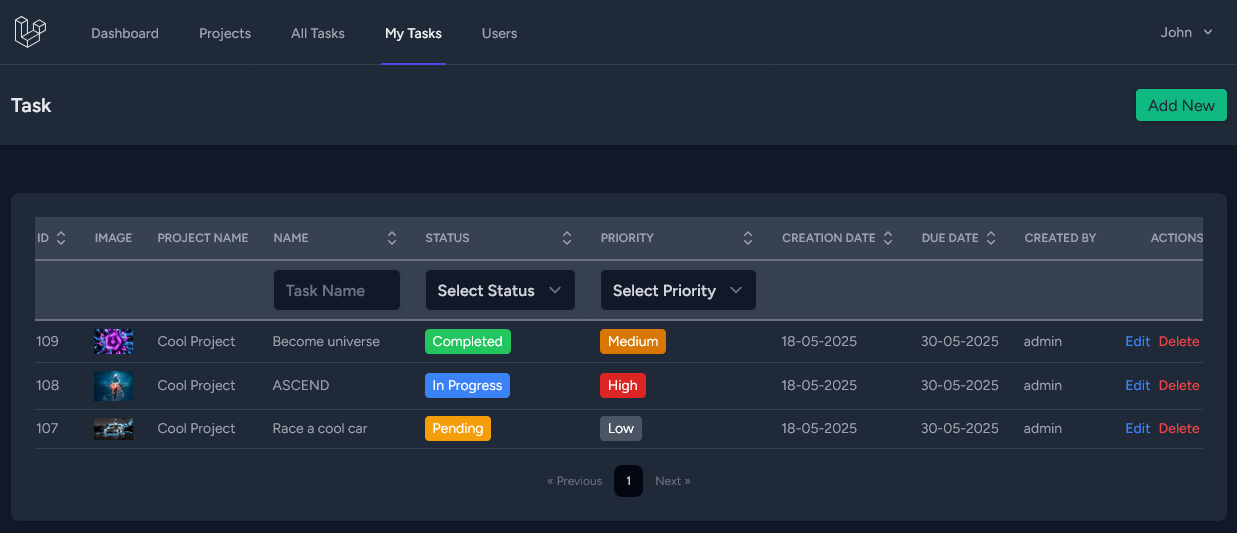 Dashboard Projects All Tasks My Tasks Users John
Task Add New
ID IMAGE PROJECT NAME NAME STATUS PRIORITY CREATION DATE DUE DATE CREATED BY ACTIONS
Task Name Select Status Select Priority
109 Cool Project Become universe Completed Medium 18-05-2025 30-05-2025 admin Edit Delete
108 Cool Project ASCEND In Progress High 18-05-2025 30-05-2025 admin Edit Delete
107 Cool Project Race a cool car Pending Low 18-05-2025 30-05-2025 admin Edit Delete
« Previous 1 Next »